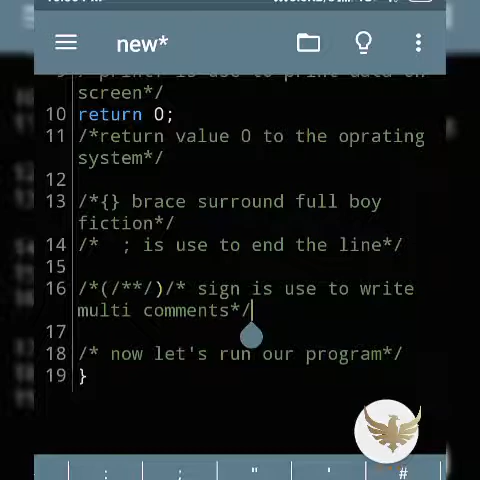 new*
9 /*printf is use to print data on
screen*/
10 return 0;
11 /*return value 0 to the oprating
system*/
12
13 /*{} brace surround full boy
fiction*/
14 /*  ; is use to end the line*/
15
16 /*(/**/)/* sign is use to write
multi comments*/
17
18 /* now let's run our program*/
19 }
: ; " ' #